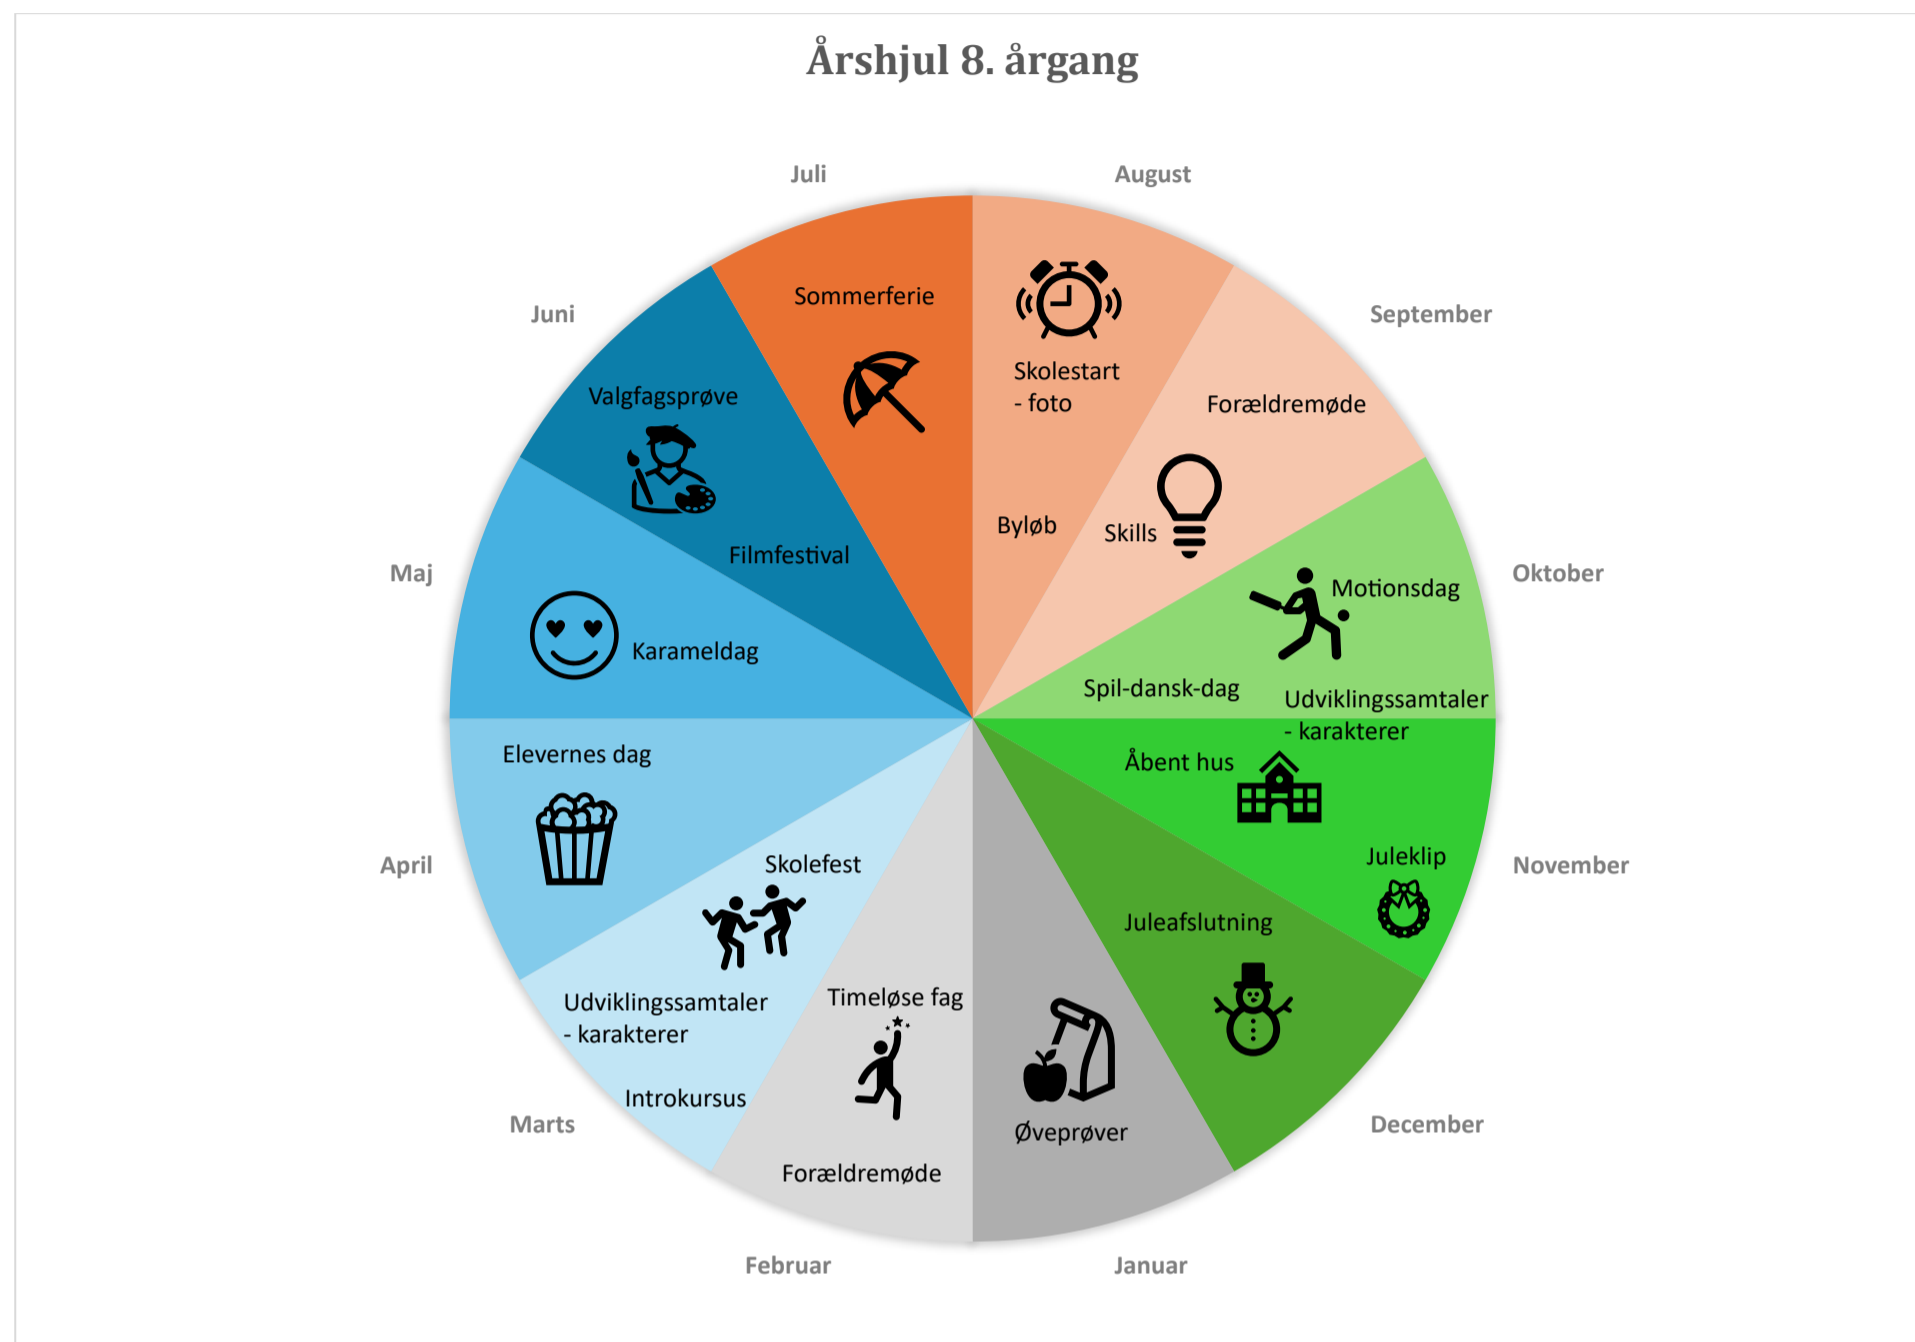 Årshjul 8. årgang
Juli
August
Juni
September
Sommerferie
Skolestart
- foto
Valgfagsprøve
Forældremøde
Byløb
Skills
Filmfestival
Maj
Oktober
Motionsdag
Karameldag
Spil-dansk-dag
Udviklingssamtaler
- karakterer
Elevernes dag
Åbent hus
April
Skolefest
Juleklip
November
Juleafslutning
Udviklingssamtaler
- karakterer
Timeløse fag
Introkursus
Marts
Øveprøver
December
Forældremøde
Februar
Januar